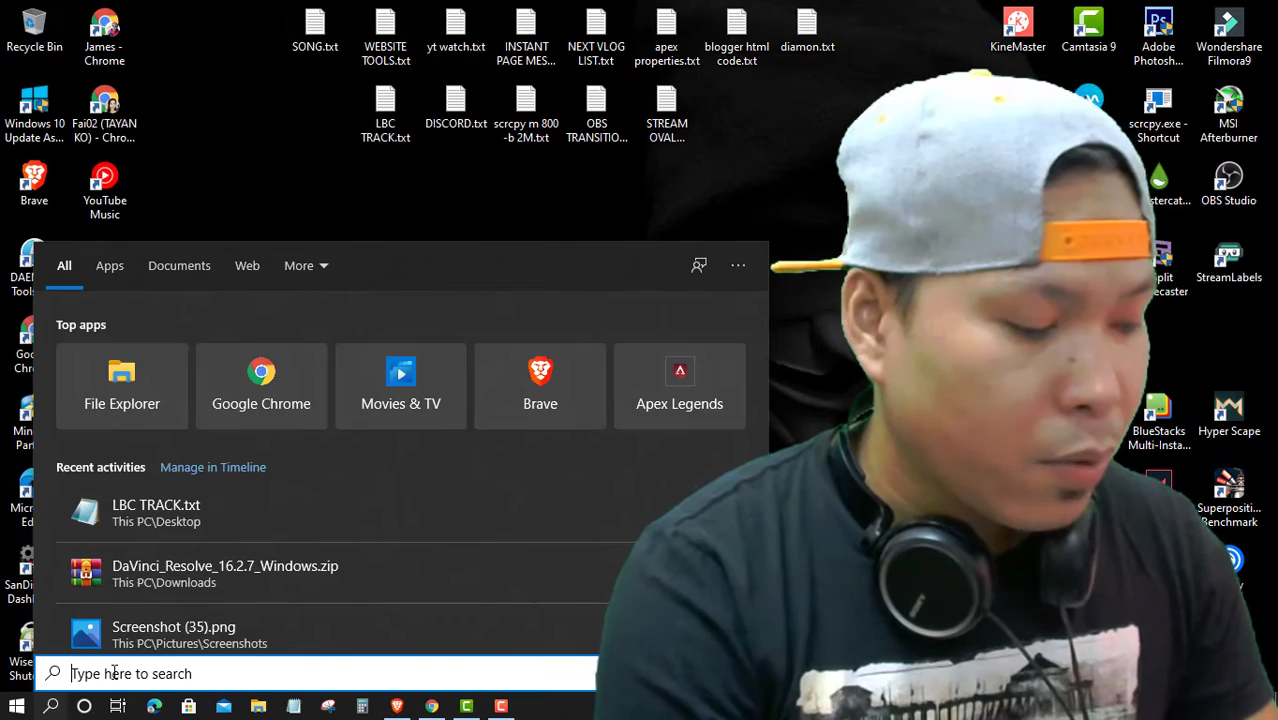 Recycle Bin
James - Chrome
SONG.txt
WEBSITE TOOLS.txt
yt watch.txt
INSTANT PAGE MES...
NEXT VLOG LIST.txt
apex properties.txt
blogger html code.txt
diamon.txt
KineMaster
Camtasia 9
Adobe Photosh...
Wondershare Filmora9
Windows 10 Update As...
Fai02 (TAYAN KO) - Chro...
LBC TRACK.txt
DISCORD.txt
scrcpy m 800 -b 2M.txt
OBS TRANSITIO...
STREAM OVAL...
scrcpy.exe - Shortcut
MSI Afterburner
Brave
YouTube Music
OBS Studio
StreamLabels
All
Apps
Documents
Web
More
Top apps
File Explorer
Google Chrome
Movies & TV
Brave
Apex Legends
BlueStacks Multi-Insta...
Hyper Scape
Recent activities
Manage in Timeline
LBC TRACK.txt
This PC\Desktop
DaVinci_Resolve_16.2.7_Windows.zip
This PC\Downloads
Screenshot (35).png
This PC\Pictures\Screenshots
Superpositi... Benchmark
SONY
Type here to search